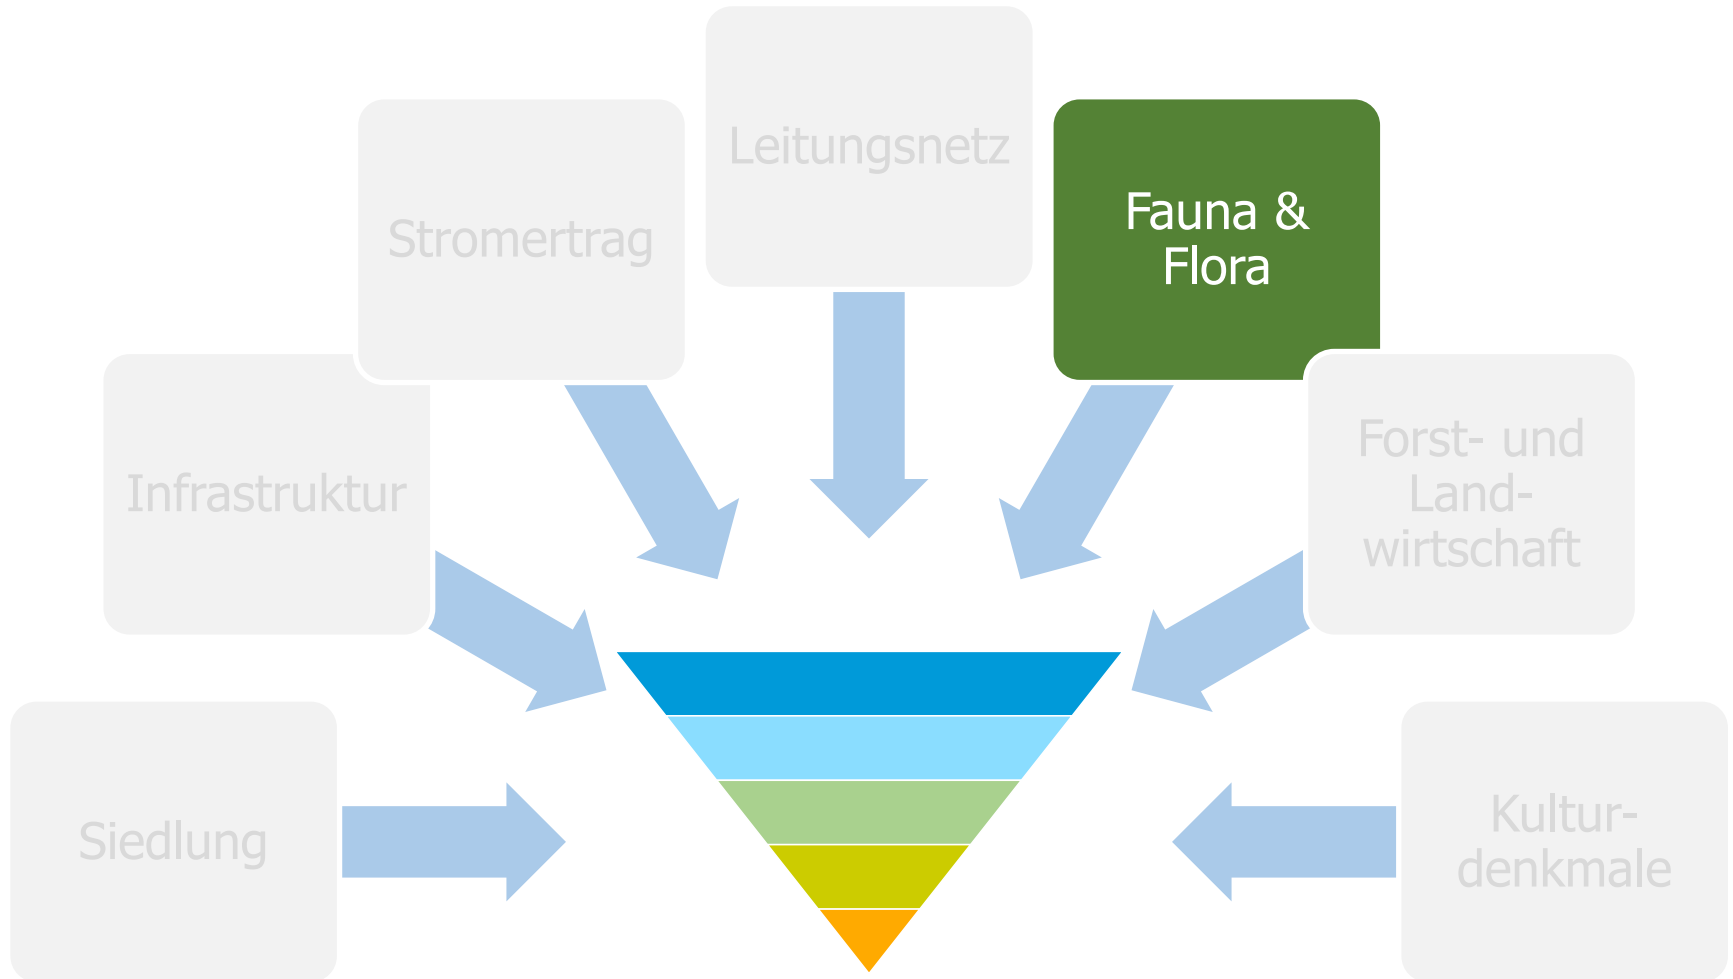 Leitungsnetz
Stromertrag
Fauna &
Flora
Infrastruktur
Forst- und
Land-
wirtschaft
Siedlung
Kultur-
denkmale